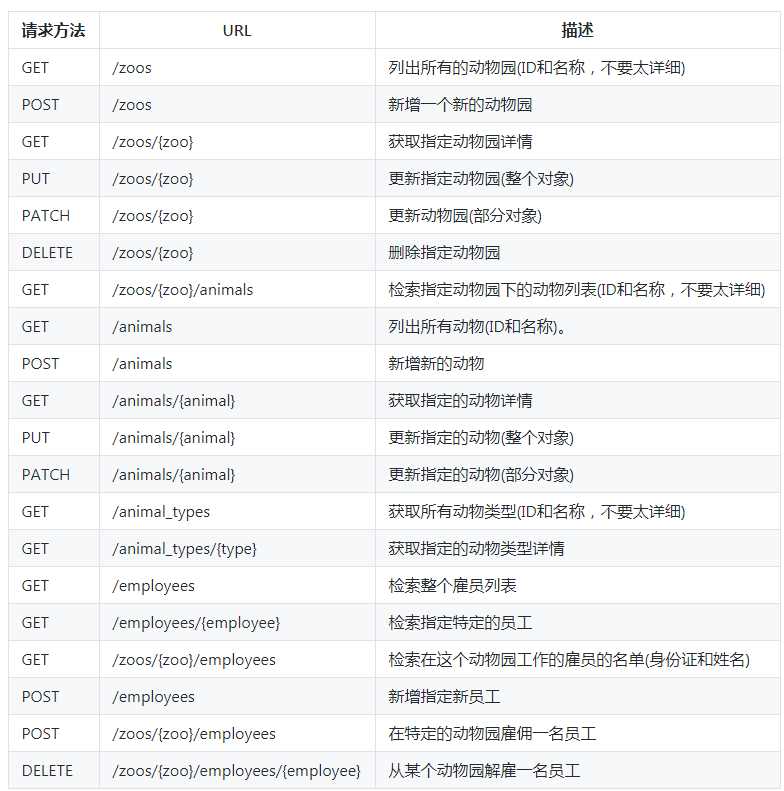 请求方法 URL 描述
GET /zoos 列出所有的动物园(ID和名称，不要太详细)
POST /zoos 新增一个新的动物园
GET /zoos/{zoo} 获取指定动物园详情
PUT /zoos/{zoo} 更新指定动物园(整个对象)
PATCH /zoos/{zoo} 更新动物园(部分对象)
DELETE /zoos/{zoo} 删除指定动物园
GET /zoos/{zoo}/animals 检索指定动物园下的动物列表(ID和名称，不要太详细)
GET /animals 列出所有动物(ID和名称)。
POST /animals 新增新的动物
GET /animals/{animal} 获取指定的动物详情
PUT /animals/{animal} 更新指定的动物(整个对象)
PATCH /animals/{animal} 更新指定的动物(部分对象)
GET /animal_types 获取所有动物类型(ID和名称，不要太详细)
GET /animal_types/{type} 获取指定的动物类型详情
GET /employees 检索整个雇员列表
GET /employees/{employee} 检索指定特定的员工
GET /zoos/{zoo}/employees 检索在这个动物园工作的雇员的名单(身份证和姓名)
POST /employees 新增指定新员工
POST /zoos/{zoo}/employees 在特定的动物园雇佣一名员工
DELETE /zoos/{zoo}/employees/{employee} 从某个动物园解雇一名员工